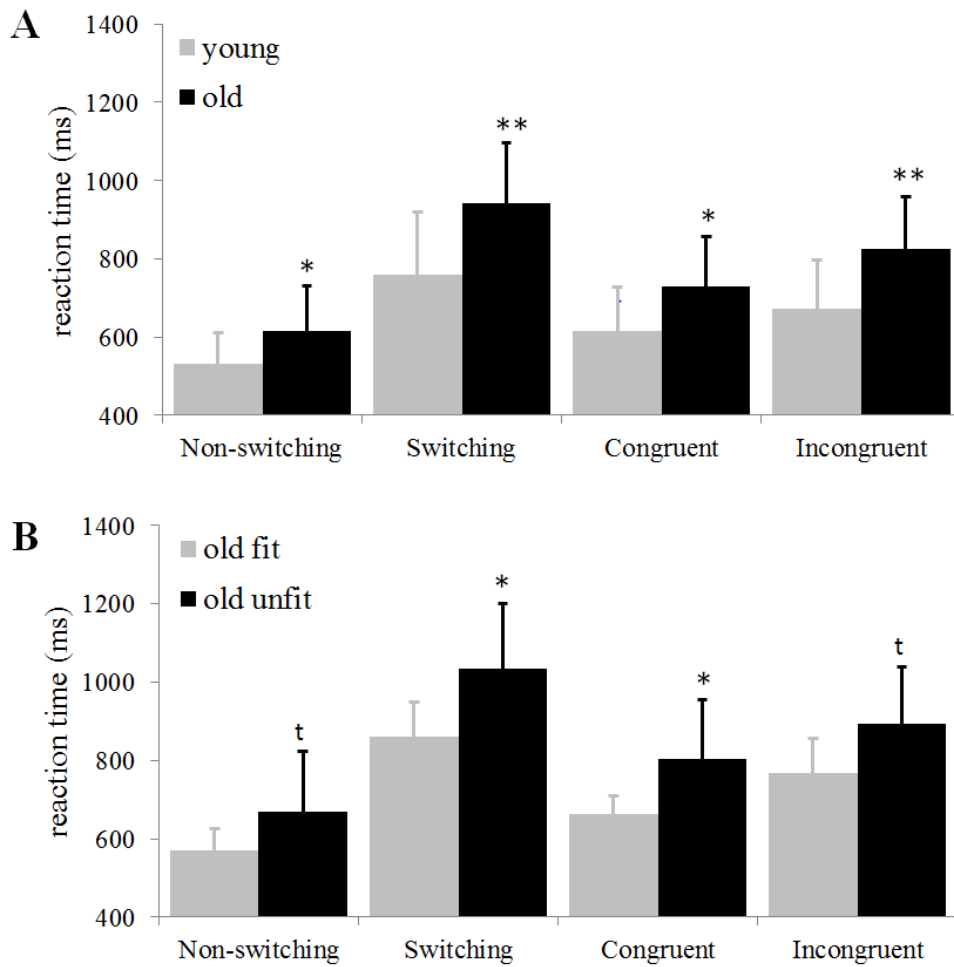 A
1400
1200
1000
800
600
400
reaction time (ms)
young
old
*
**
*
**
Non-switching Switching Congruent Incongruent
B
1400
1200
1000
800
600
400
reaction time (ms)
old fit
old unfit
t
*
*
t
Non-switching Switching Congruent Incongruent